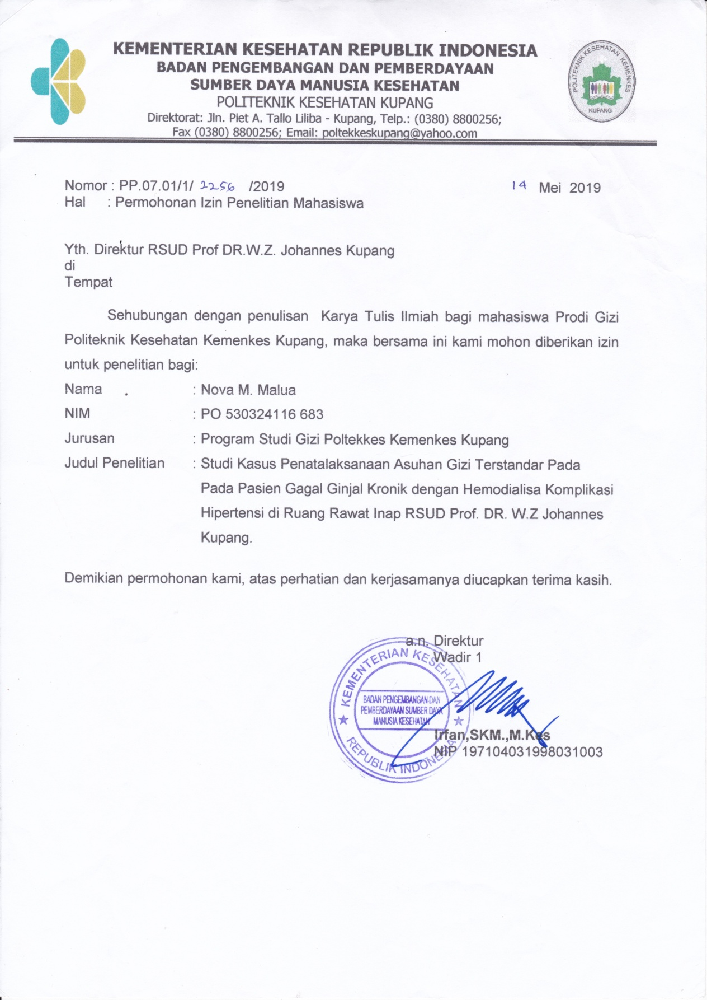 KEMENTERIAN KESEHATAN REPUBLIK INDONESIA
BADAN PENGEMBANGAN DAN PEMBERDAYAAN
SUMBER DAYA MANUSIA KESEHATAN
POLITEKNIK KESEHATAN KUPANG
Direktorat: Jln. Piet A. Tallo Liliba - Kupang, Telp.: (0380) 8800256;
Fax (0380) 8800256; Email: poltekkeskupang@yahoo.com
POLITEKNIK KESEHATAN KEMENKES
KUPANG
Nomor : PP.07.01/1/ 2256 /2019 14 Mei 2019
Hal : Permohonan Izin Penelitian Mahasiswa
Yth. Direktur RSUD Prof DR.W.Z. Johannes Kupang
di
Tempat
Sehubungan dengan penulisan Karya Tulis Ilmiah bagi mahasiswa Prodi Gizi
Politeknik Kesehatan Kemenkes Kupang, maka bersama ini kami mohon diberikan izin
untuk penelitian bagi:
Nama : Nova M. Malua
NIM : PO 530324116 683
Jurusan : Program Studi Gizi Poltekkes Kemenkes Kupang
Judul Penelitian : Studi Kasus Penatalaksanaan Asuhan Gizi Terstandar Pada
Pada Pasien Gagal Ginjal Kronik dengan Hemodialisa Komplikasi
Hipertensi di Ruang Rawat Inap RSUD Prof. DR. W.Z Johannes
Kupang.
Demikian permohonan kami, atas perhatian dan kerjasamanya diucapkan terima kasih.
a.n. Direktur
Wadir 1
KEMENTERIAN KESEHATAN
BADAN PENGEMBANGAN DAN
PEMBERDAYAAN SUMBER DAYA
MANUSIA KESEHATAN
REPUBLIK INDONESIA
Irfan,SKM.,M.Kes
NIP 197104031998031003